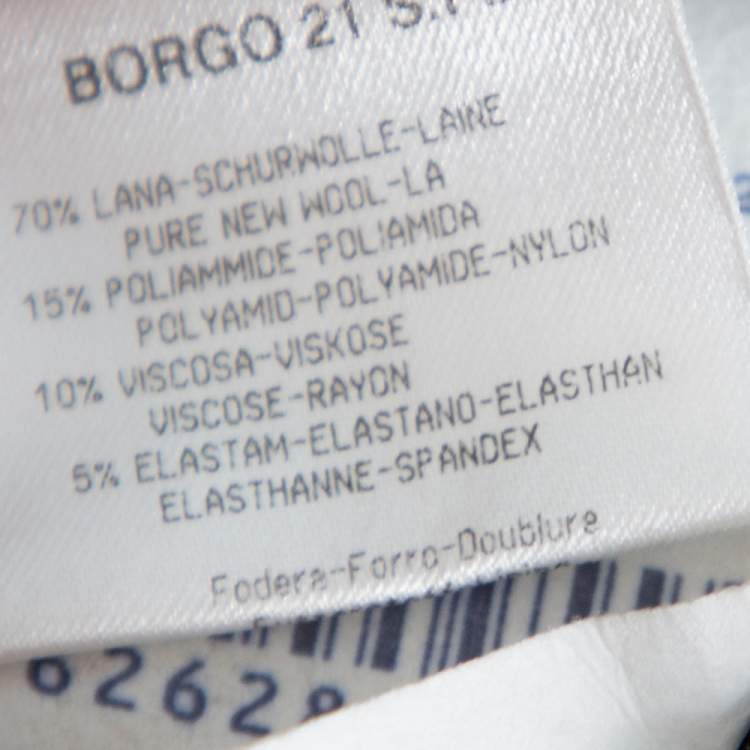 BORGO 21 S.
70% LANA-SCHURWOLLE-LAINE
PURE NEW WOOL-LA
15% POLIAMMIDE-POLIAMIDA
POLYAMID-POLYAMIDE-NYLON
10% VISCOSA-VISKOSE
VISCOSE-RAYON
5% ELASTAM-ELASTANO-ELASTHAN
ELASTHANNE-SPANDEX
Fodera-Forro-Doublure
62628